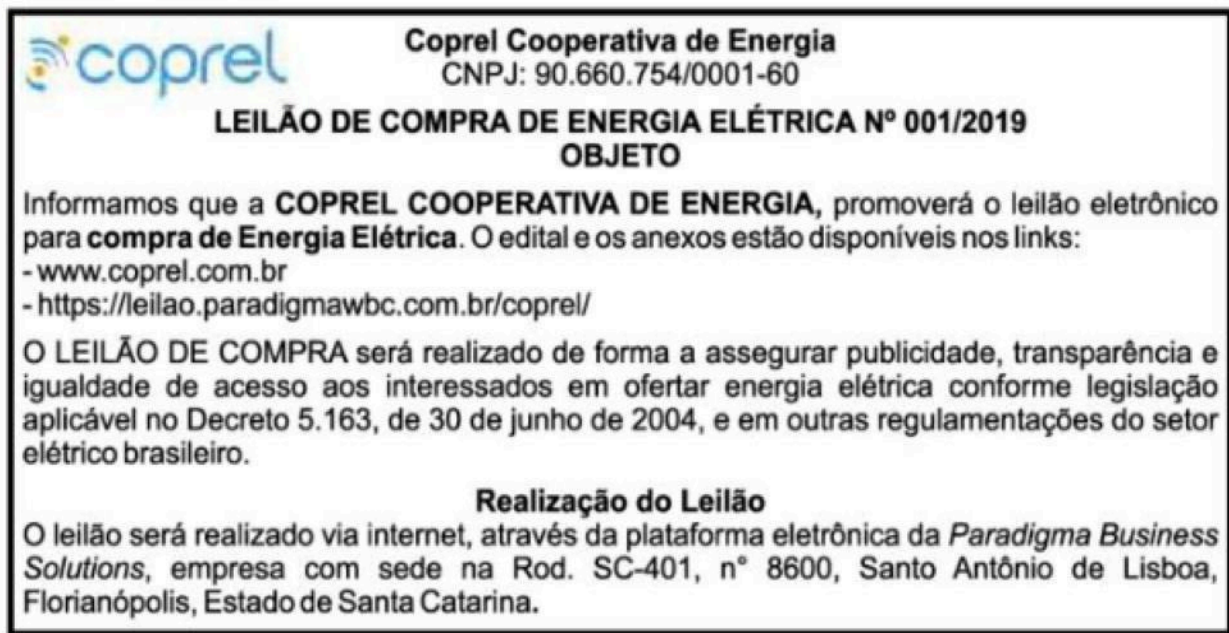 coprel
Coprel Cooperativa de Energia
CNPJ: 90.660.754/0001-60
LEILÃO DE COMPRA DE ENERGIA ELÉTRICA Nº 001/2019
OBJETO
Informamos que a COPREL COOPERATIVA DE ENERGIA, promoverá o leilão eletrônico
para compra de Energia Elétrica. O edital e os anexos estão disponíveis nos links:
- www.coprel.com.br
- https://leilao.paradigmawbc.com.br/coprel/
O LEILÃO DE COMPRA será realizado de forma a assegurar publicidade, transparência e
igualdade de acesso aos interessados em ofertar energia elétrica conforme legislação
aplicável no Decreto 5.163, de 30 de junho de 2004, e em outras regulamentações do setor
elétrico brasileiro.
Realização do Leilão
O leilão será realizado via internet, através da plataforma eletrônica da Paradigma Business
Solutions, empresa com sede na Rod. SC-401, n° 8600, Santo Antônio de Lisboa,
Florianópolis, Estado de Santa Catarina.